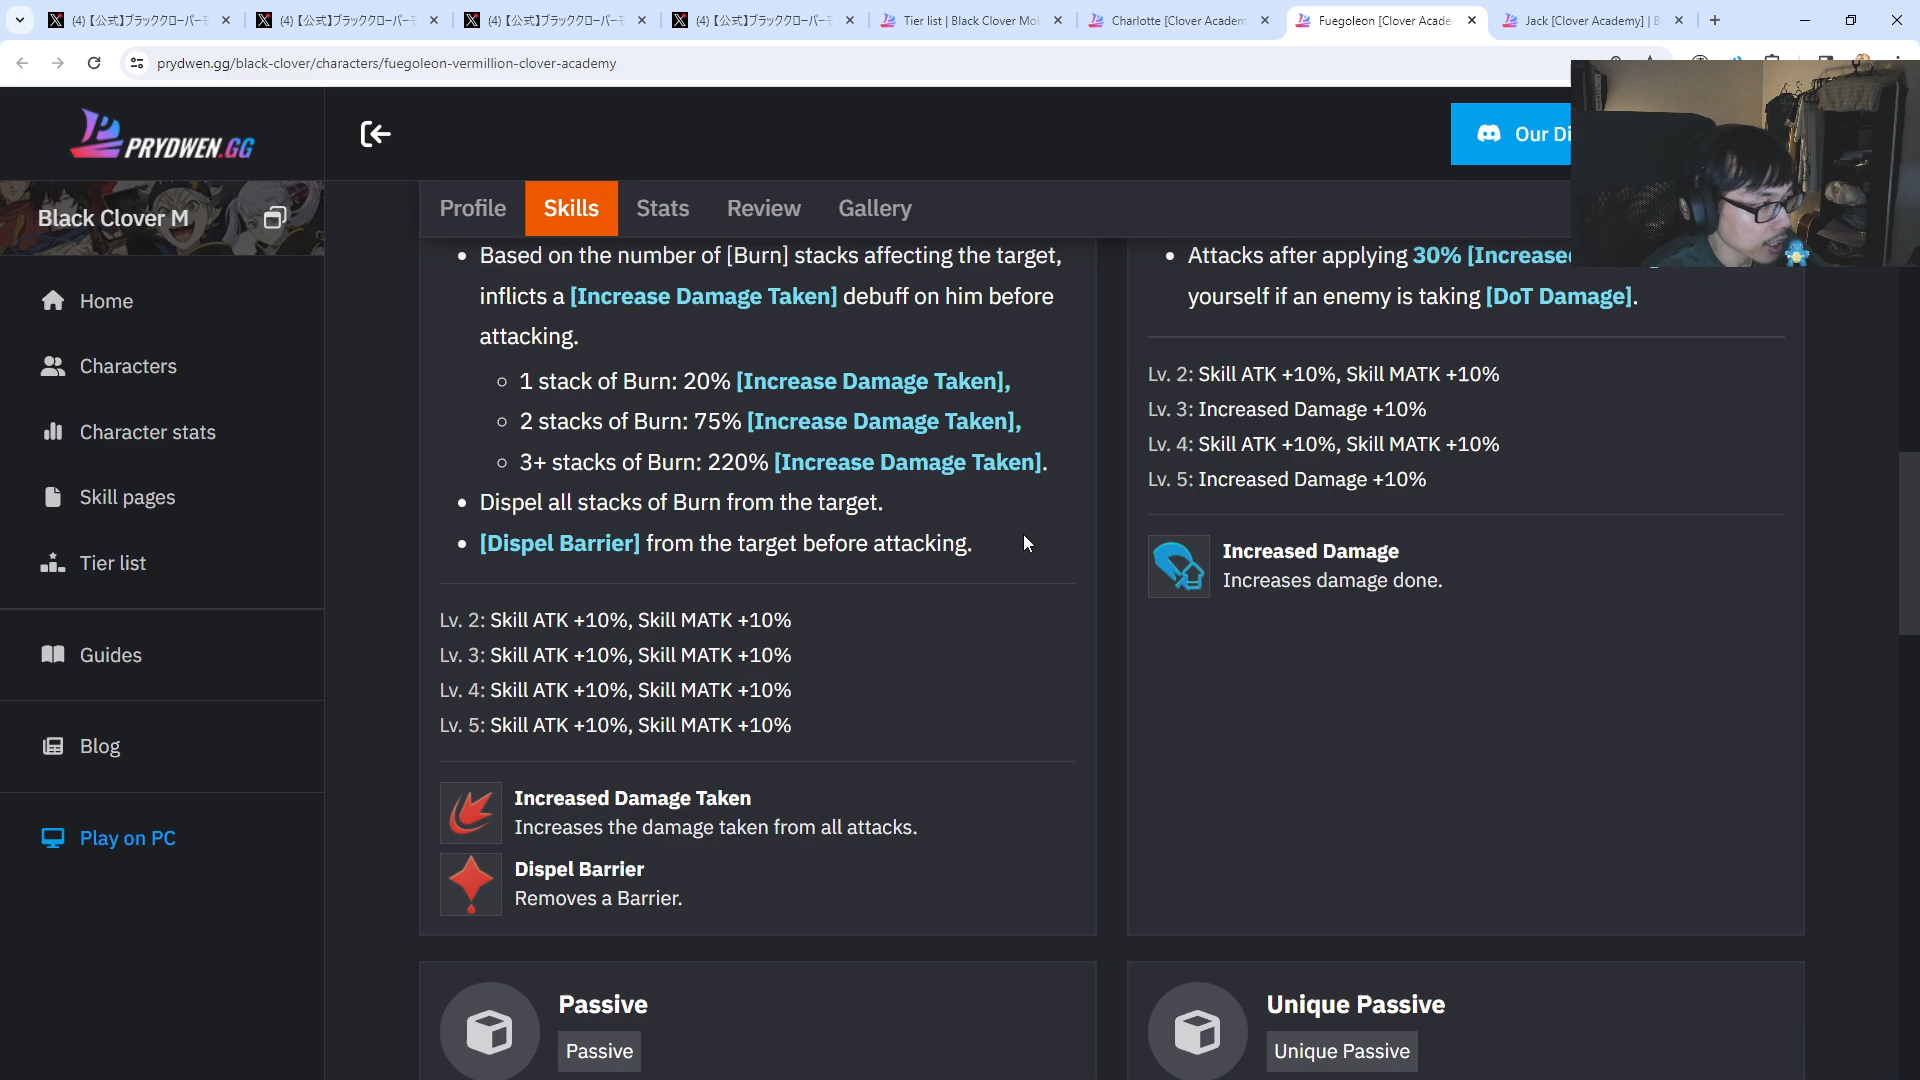 (4) 【公式】ブラッククローバーモ
(4) 【公式】ブラッククローバーモ
(4) 【公式】ブラッククローバーモ
(4) 【公式】ブラッククローバーモ
Tier list | Black Clover Mo
Charlotte [Clover Academ
Fuegoleon [Clover Acade
Jack [Clover Academy] | B
prydwen.gg/black-clover/characters/fuegoleon-vermillion-clover-academy
PRYDWEN.GG
Our Di
Black Clover M
Home
Characters
Character stats
Skill pages
Tier list
Guides
Blog
Play on PC
Profile
Skills
Stats
Review
Gallery
Based on the number of [Burn] stacks affecting the target,
inflicts a [Increase Damage Taken] debuff on him before
attacking.
1 stack of Burn: 20% [Increase Damage Taken],
2 stacks of Burn: 75% [Increase Damage Taken],
3+ stacks of Burn: 220% [Increase Damage Taken].
Dispel all stacks of Burn from the target.
[Dispel Barrier] from the target before attacking.
Lv. 2: Skill ATK +10%, Skill MATK +10%
Lv. 3: Skill ATK +10%, Skill MATK +10%
Lv. 4: Skill ATK +10%, Skill MATK +10%
Lv. 5: Skill ATK +10%, Skill MATK +10%
Increased Damage Taken
Increases the damage taken from all attacks.
Dispel Barrier
Removes a Barrier.
Attacks after applying 30% [Increase
yourself if an enemy is taking [DoT Damage].
Lv. 2: Skill ATK +10%, Skill MATK +10%
Lv. 3: Increased Damage +10%
Lv. 4: Skill ATK +10%, Skill MATK +10%
Lv. 5: Increased Damage +10%
Increased Damage
Increases damage done.
Passive
Passive
Unique Passive
Unique Passive